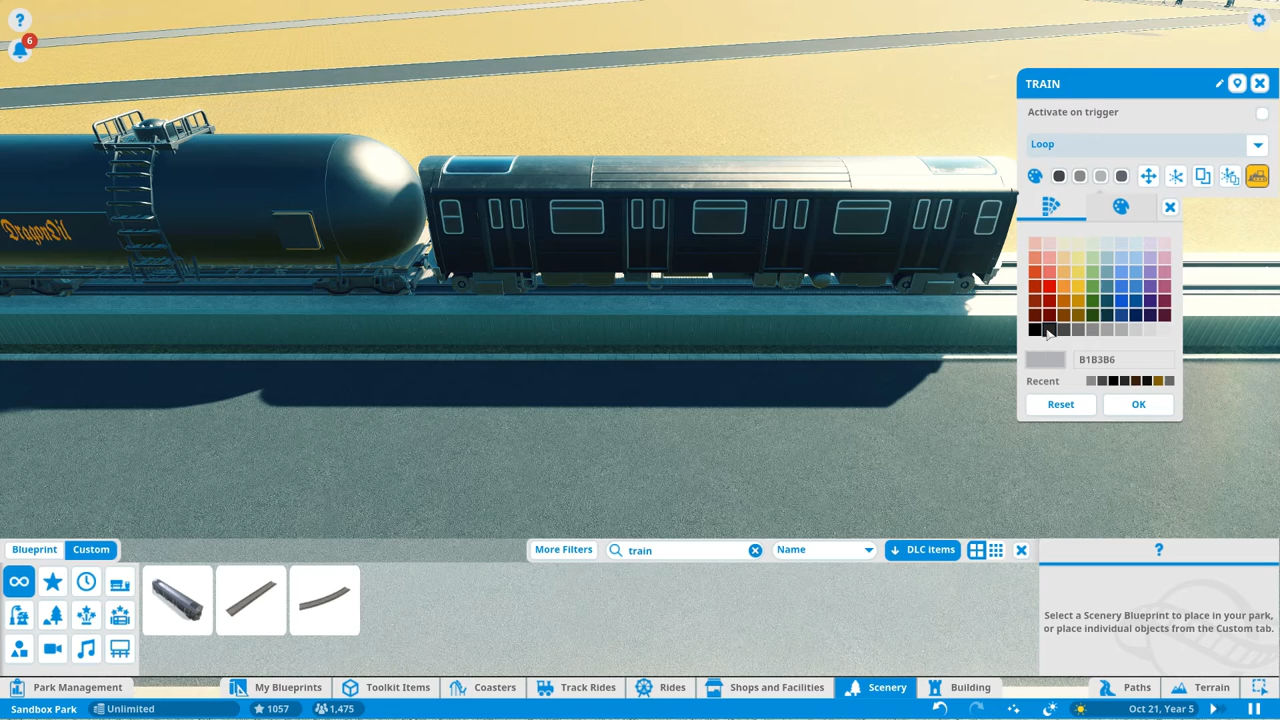 ?
6
TRAIN
Activate on trigger
Loop
DragonOil
B1B3B6
Recent
Reset
OK
Blueprint
Custom
More Filters
train
Name
DLC items
?
Select a Scenery Blueprint to place in your park,
or place individual objects from the Custom tab.
Park Management
My Blueprints
Toolkit Items
Coasters
Track Rides
Rides
Shops and Facilities
Scenery
Building
Paths
Terrain
Sandbox Park
Unlimited
1057
1,475
Oct 21, Year 5